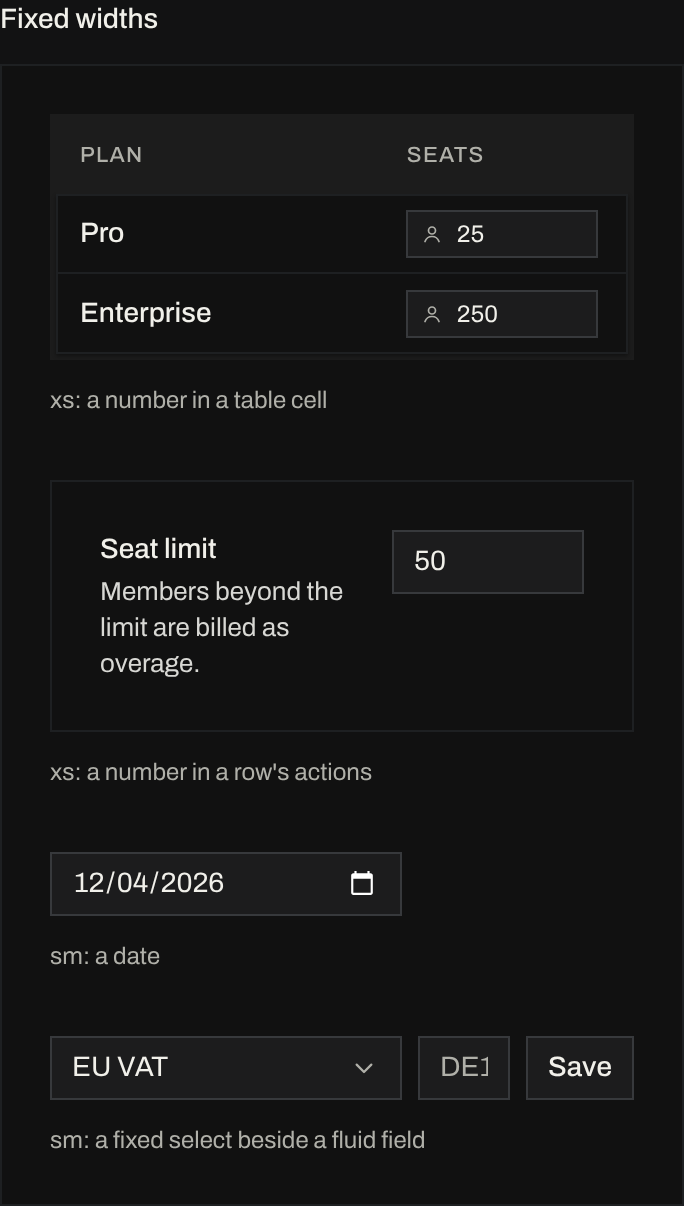 Fixed widths
PLAN SEATS
Pro 25
Enterprise 250
xs: a number in a table cell
Seat limit 50
Members beyond the
limit are billed as
overage.
xs: a number in a row's actions
12/04/2026
sm: a date
EU VAT DE1 Save
sm: a fixed select beside a fluid field